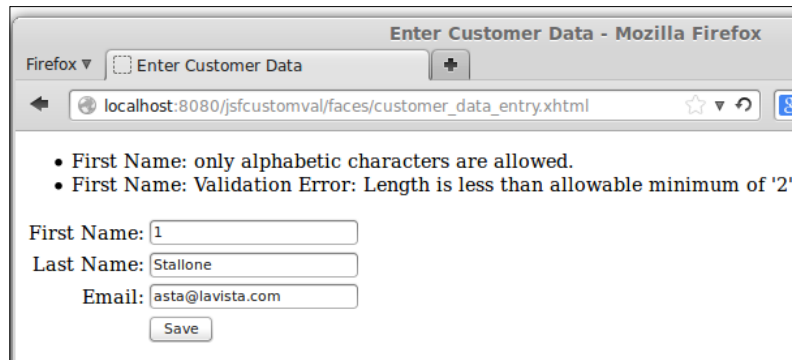 Enter Customer Data - Mozilla Firefox
Firefox ▼ Enter Customer Data
localhost:8080/jsfcustomval/faces/customer_data_entry.xhtml
• First Name: only alphabetic characters are allowed.
• First Name: Validation Error: Length is less than allowable minimum of '2'
First Name: 1
Last Name: Stallone
Email: asta@lavista.com
Save